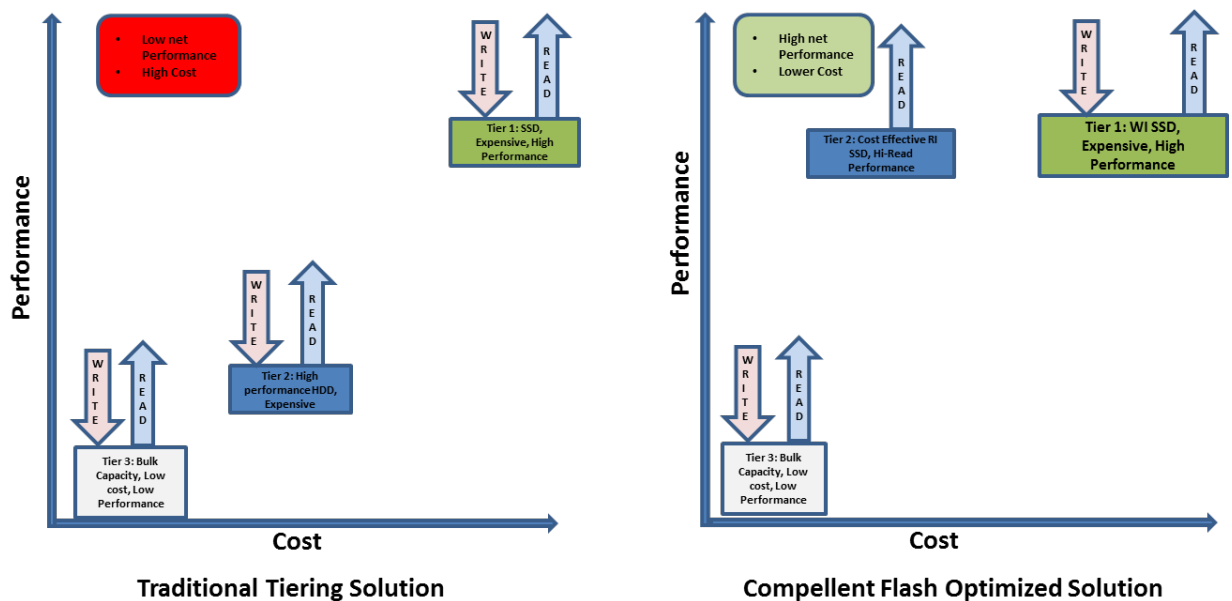 Performance
• Low net
Performance
• High Cost
WRITE
READ
Tier 1: SSD,
Expensive, High
Performance
WRITE
READ
Tier 2: High
performance HDD,
Expensive
WRITE
READ
Tier 3: Bulk
Capacity, Low
cost, Low
Performance
Cost
Traditional Tiering Solution
Performance
• High net
Performance
• Lower Cost
READ
Tier 2: Cost Effective RI
SSD, Hi-Read
Performance
WRITE
READ
Tier 1: WI SSD,
Expensive, High
Performance
WRITE
READ
Tier 3: Bulk
Capacity, Low
cost, Low
Performance
Cost
Compellent Flash Optimized Solution